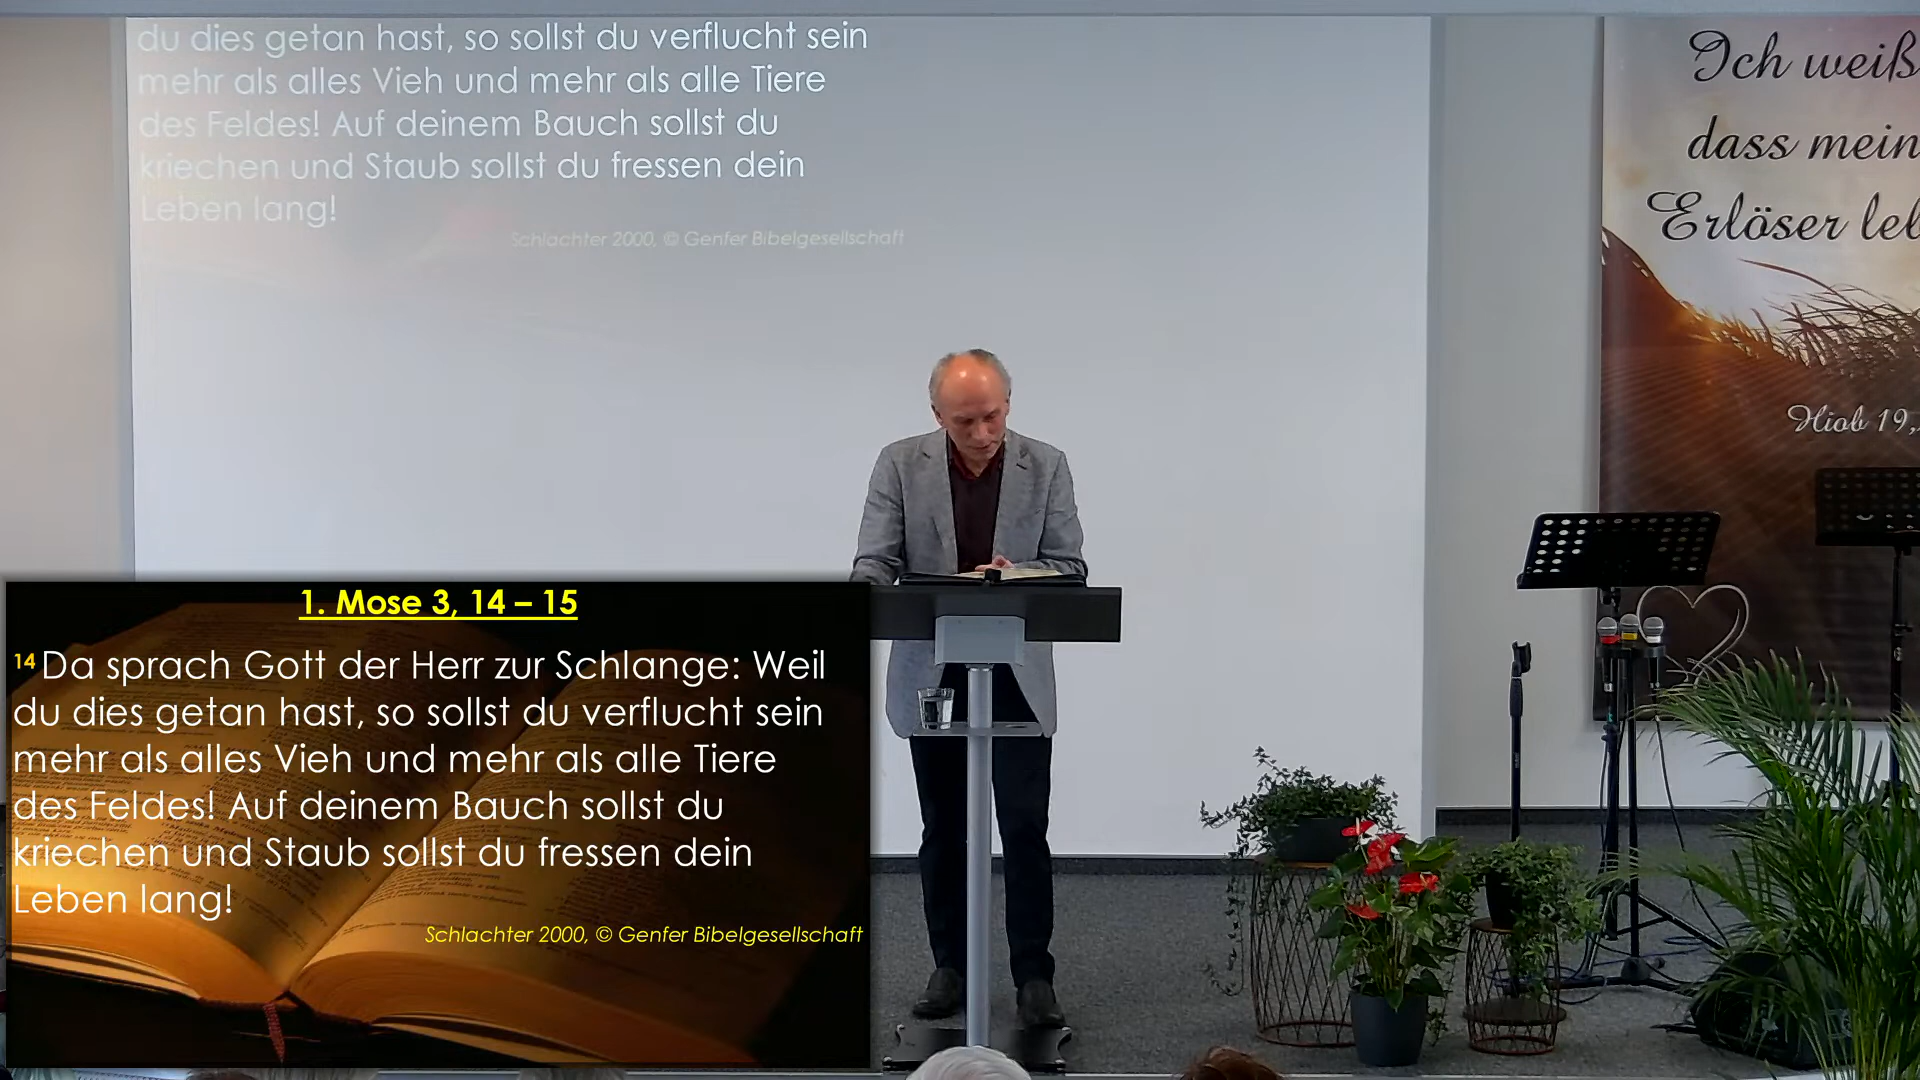 du dies getan hast, so sollst du verflucht sein
mehr als alles Vieh und mehr als alle Tiere
des Feldes! Auf deinem Bauch sollst du
kriechen und Staub sollst du fressen dein
Leben lang!
Schlachter 2000, © Genfer Bibelgesellschaft
Ich weiß
dass mein
Erlöser leb
Hiob 19,
1. Mose 3, 14 – 15
14 Da sprach Gott der Herr zur Schlange: Weil
du dies getan hast, so sollst du verflucht sein
mehr als alles Vieh und mehr als alle Tiere
des Feldes! Auf deinem Bauch sollst du
kriechen und Staub sollst du fressen dein
Leben lang!
Schlachter 2000, © Genfer Bibelgesellschaft